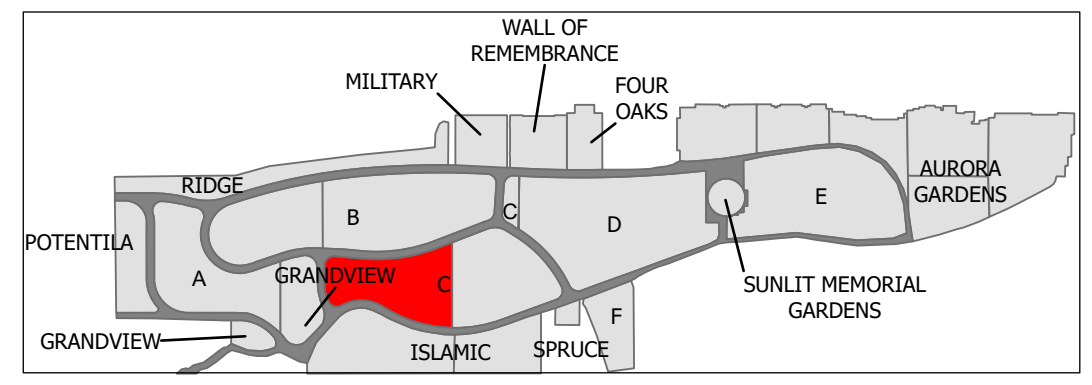 WALL OF
REMEMBRANCE
MILITARY
FOUR
OAKS
RIDGE
AURORA
GARDENS
B
C
D
E
POTENTILA
A
GRANDVIEW
C
SUNLIT MEMORIAL
GARDENS
GRANDVIEW
ISLAMIC
SPRUCE
F